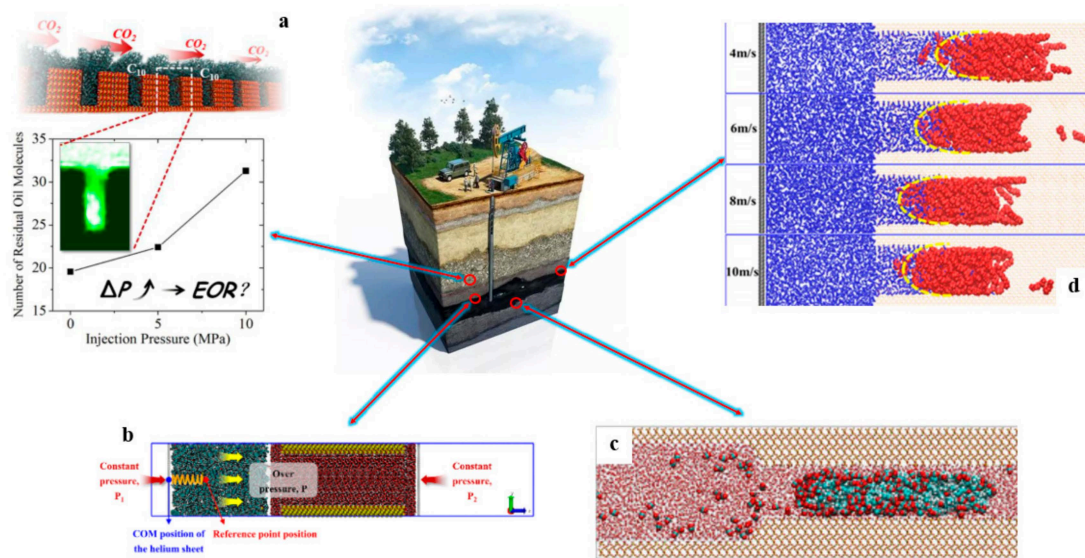 a
CO2 CO2 CO2 CO2
C10 C10
Number of Residual Oil Molecules
35
30
25
20
15
ΔP → EOR?
0 5 10
Injection Pressure (MPa)
4m/s
6m/s
8m/s
10m/s
d
b
Constant
pressure,
P1
Over
pressure, P
Constant
pressure,
P2
COM position of
the helium sheet
Reference point position
c